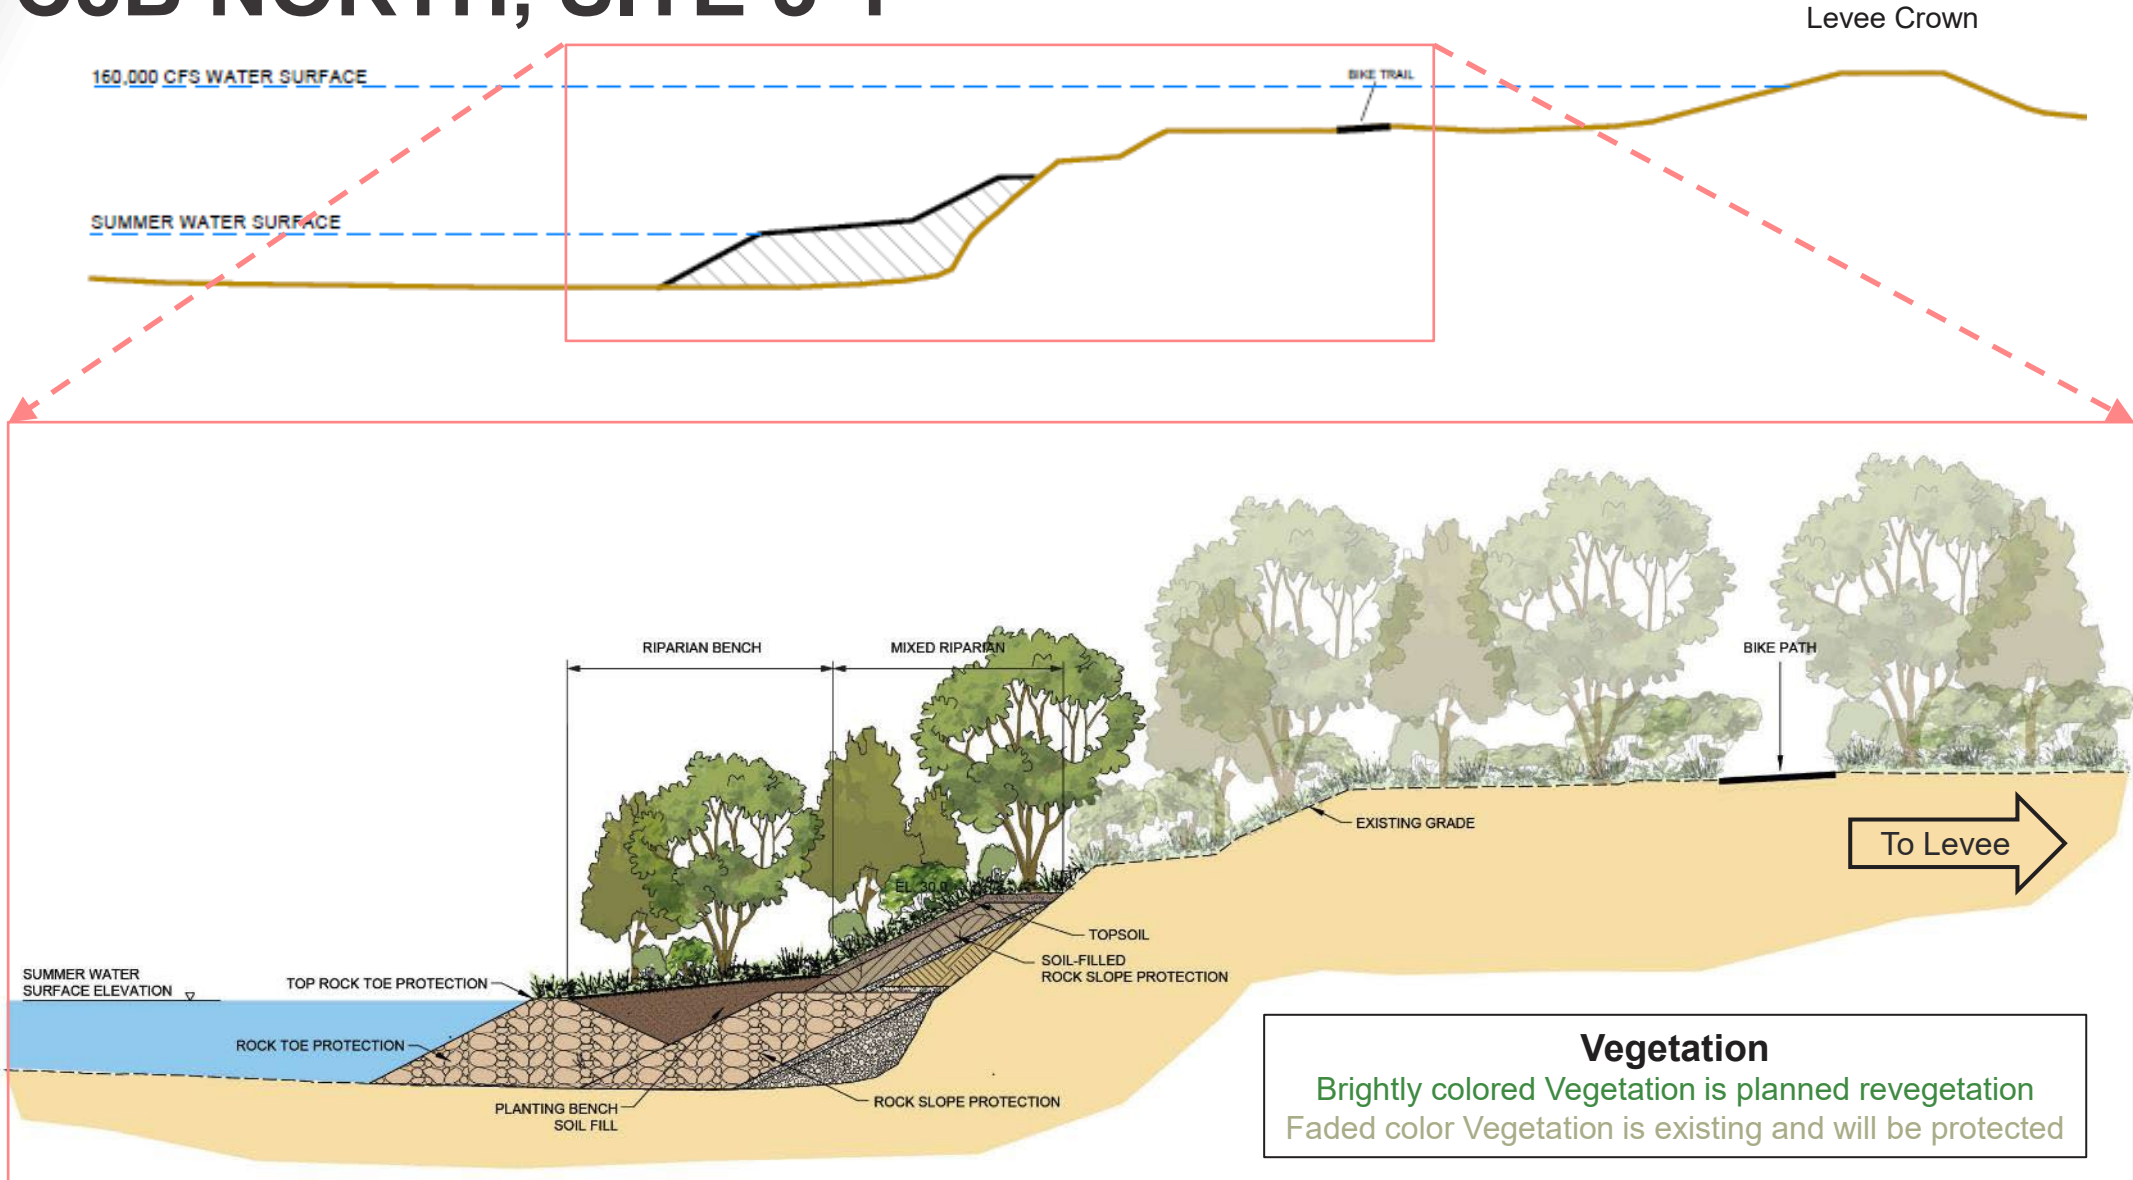 NORTH, SITE
Levee Crown
160,000 CFS WATER SURFACE
BIKE TRAIL
SUMMER WATER SURFACE
RIPARIAN BENCH
MIXED RIPARIAN
BIKE PATH
EXISTING GRADE
To Levee
EL. 30.0
TOPSOIL
SOIL-FILLED
ROCK SLOPE PROTECTION
SUMMER WATER
SURFACE ELEVATION
TOP ROCK TOE PROTECTION
ROCK TOE PROTECTION
PLANTING BENCH
SOIL FILL
ROCK SLOPE PROTECTION
Vegetation
Brightly colored Vegetation is planned revegetation
Faded color Vegetation is existing and will be protected